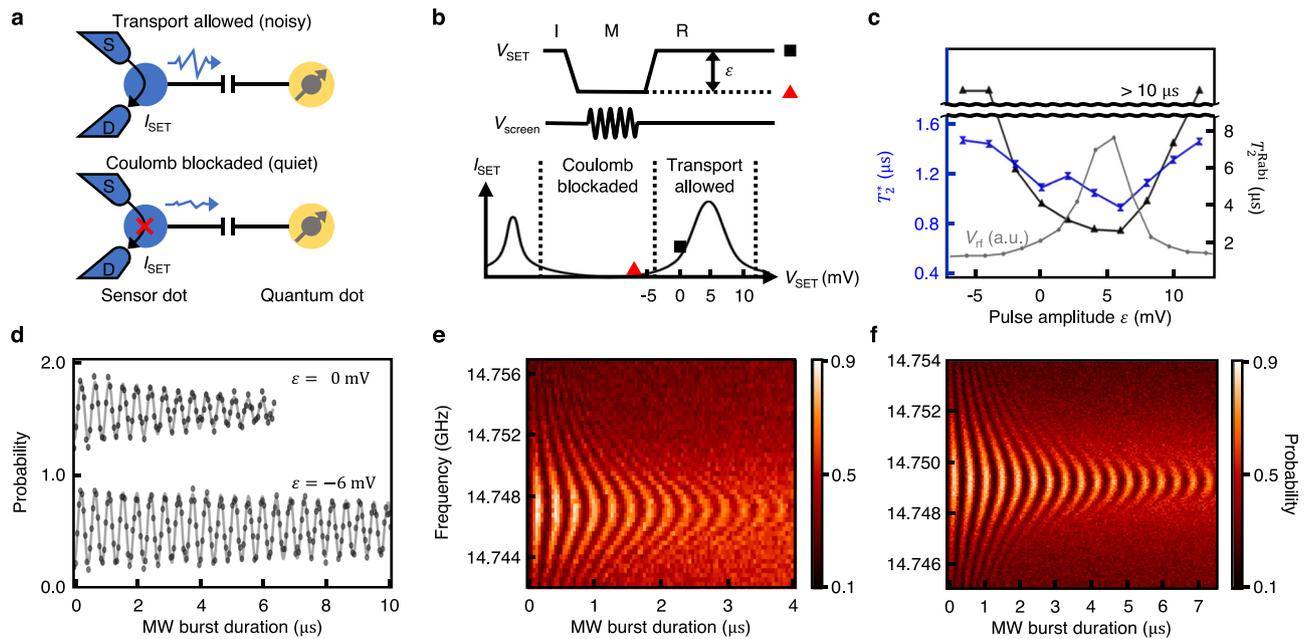 a
Transport allowed (noisy)
S
D
I_SET
Coulomb blockaded (quiet)
S
D
I_SET
Sensor dot
Quantum dot
b
I M R
V_SET
ε
V_screen
I_SET
Coulomb
blockaded
Transport
allowed
-5 0 5 10
V_SET (mV)
c
> 10 μs
1.6
1.2
0.8
0.4
T₂* (μs)
8
6
4
2
T₂^Rabi (μs)
V_rf (a.u.)
-5 0 5 10
Pulse amplitude ε (mV)
d
2.0
1.0
0.0
Probability
ε = 0 mV
ε = −6 mV
0 2 4 6 8 10
MW burst duration (μs)
e
14.756
14.752
14.748
14.744
Frequency (GHz)
0 1 2 3 4
MW burst duration (μs)
0.9
0.5
0.1
f
14.754
14.752
14.750
14.748
14.746
0 1 2 3 4 5 6 7
MW burst duration (μs)
0.9
0.5
0.1
Probability